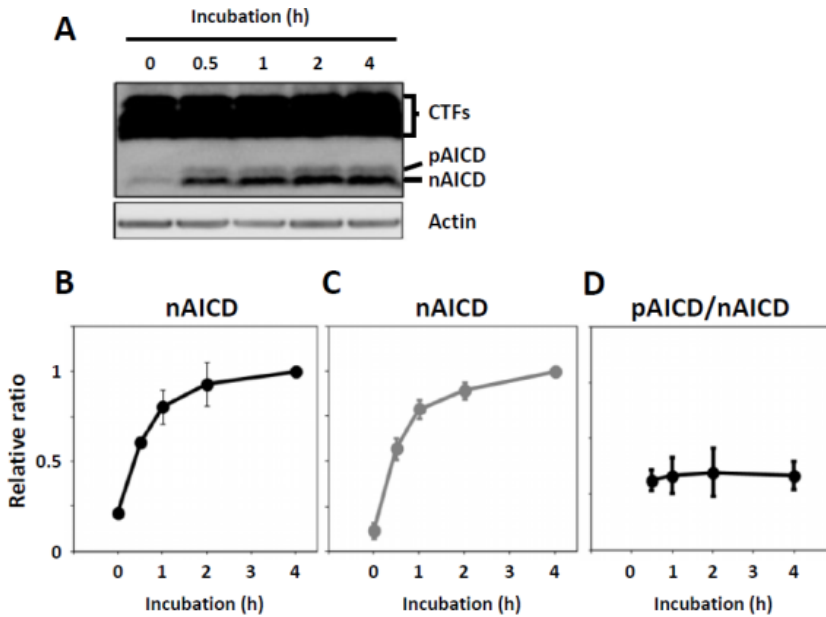 A
Incubation (h)
0 0.5 1 2 4
CTFs
pAICD
nAICD
Actin
B C D
nAICD nAICD pAICD/nAICD
Relative ratio
1
0.5
0
0 1 2 3 4 0 1 2 3 4 0 1 2 3 4
Incubation (h) Incubation (h) Incubation (h)